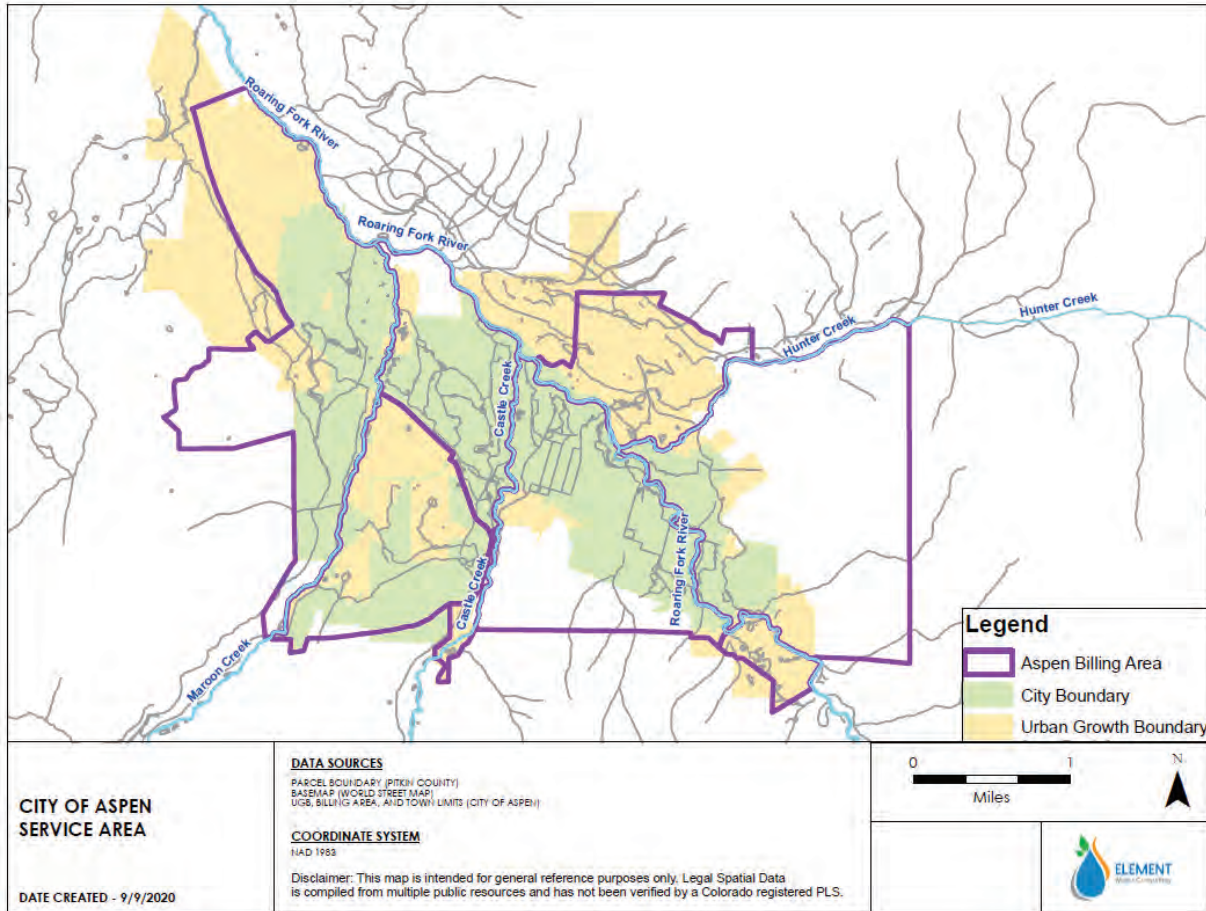 Roaring Fork River
Roaring Fork River
Hunter Creek
Hunter Creek
Castle Creek
Roaring Fork River
Castle Creek
Maroon Creek
Legend
Aspen Billing Area
City Boundary
Urban Growth Boundary
CITY OF ASPEN
SERVICE AREA
DATE CREATED - 9/9/2020
DATA SOURCES
PARCEL BOUNDARY (PITKIN COUNTY)
BASEMAP (WORLD STREET MAP)
UGB, BILLING AREA, AND TOWN LIMITS (CITY OF ASPEN)
COORDINATE SYSTEM
NAD 1983
Disclaimer: This map is intended for general reference purposes only. Legal Spatial Data
is compiled from multiple public resources and has not been verified by a Colorado registered PLS.
0 1
Miles
N
ELEMENT